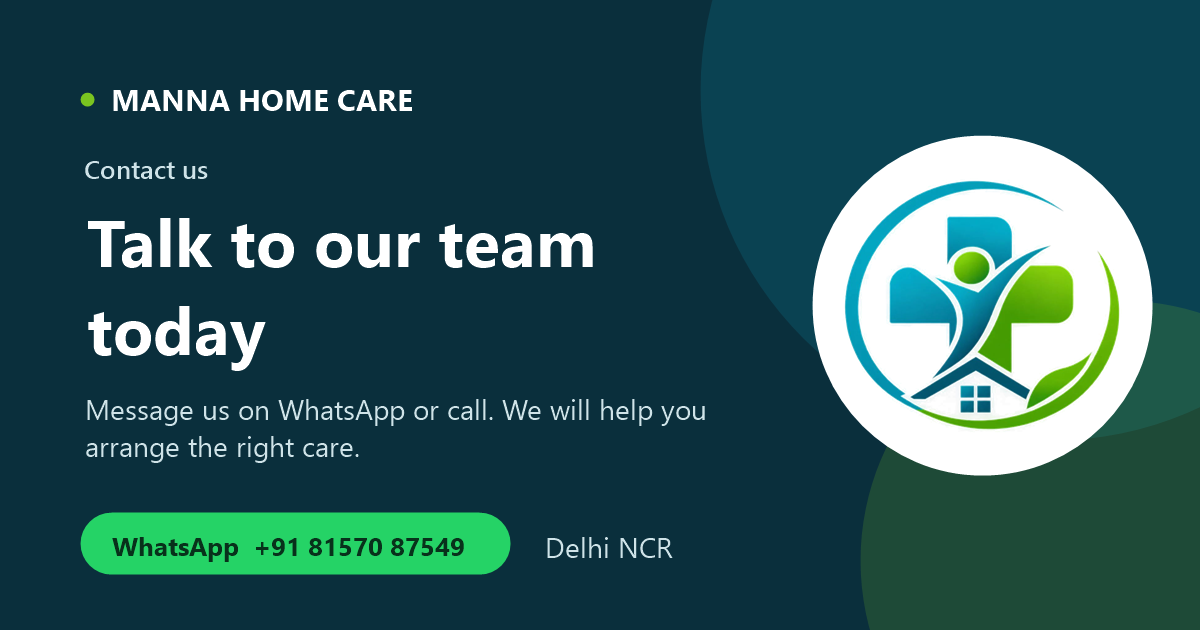 MANNA HOME CARE
Contact us
Talk to our team
today
Message us on WhatsApp or call. We will help you
arrange the right care.
WhatsApp +91 81570 87549
Delhi NCR